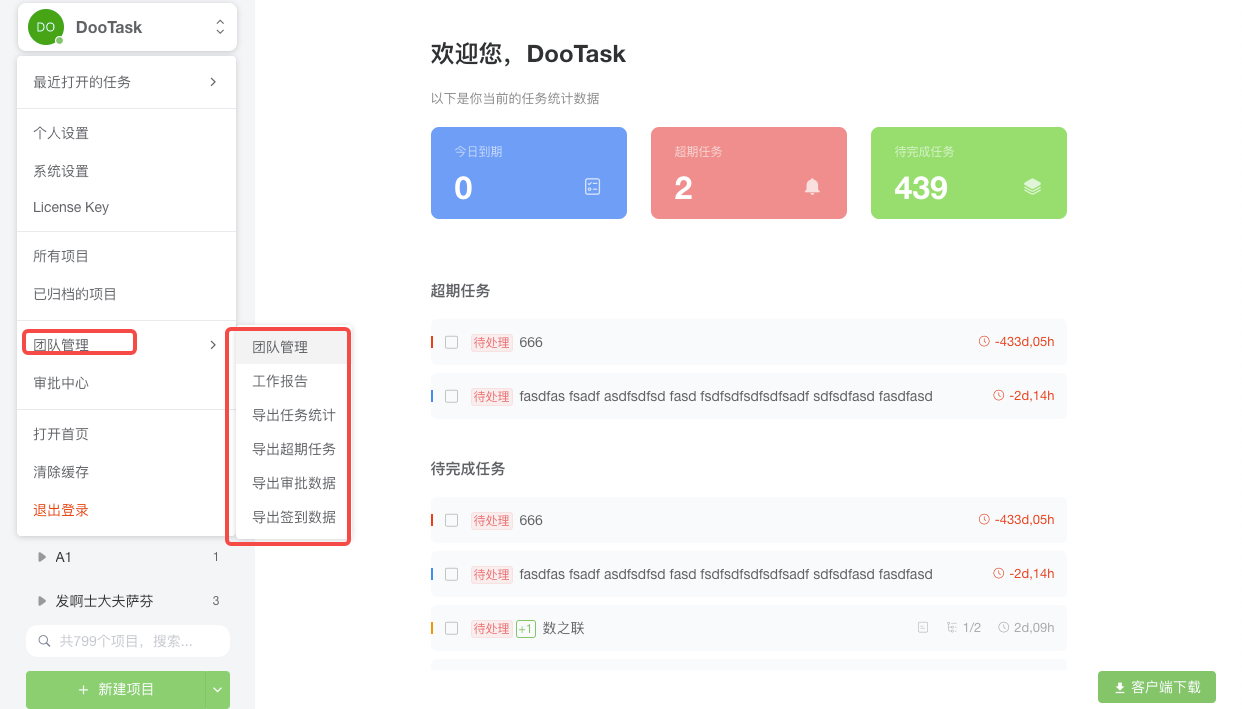 DO DooTask
最近打开的任务
个人设置
系统设置
License Key
所有项目
已归档的项目
团队管理
审批中心
打开首页
清除缓存
退出登录
团队管理
工作报告
导出任务统计
导出超期任务
导出审批数据
导出签到数据
A1 1
发啊士大夫萨芬 3
共799个项目，搜索...
+ 新建项目
欢迎您，DooTask
以下是你当前的任务统计数据
今日到期
0
超期任务
2
待完成任务
439
超期任务
待处理 666 -433d,05h
待处理 fasdfas fsadf asdfsdfsd fasd fsdfsdfsdfsdfsadf sdfsdfasd fasdfasd -2d,14h
待完成任务
待处理 666 -433d,05h
待处理 fasdfas fsadf asdfsdfsd fasd fsdfsdfsdfsdfsadf sdfsdfasd fasdfasd -2d,14h
待处理 +1 数之联 1/2 2d,09h
客户端下载